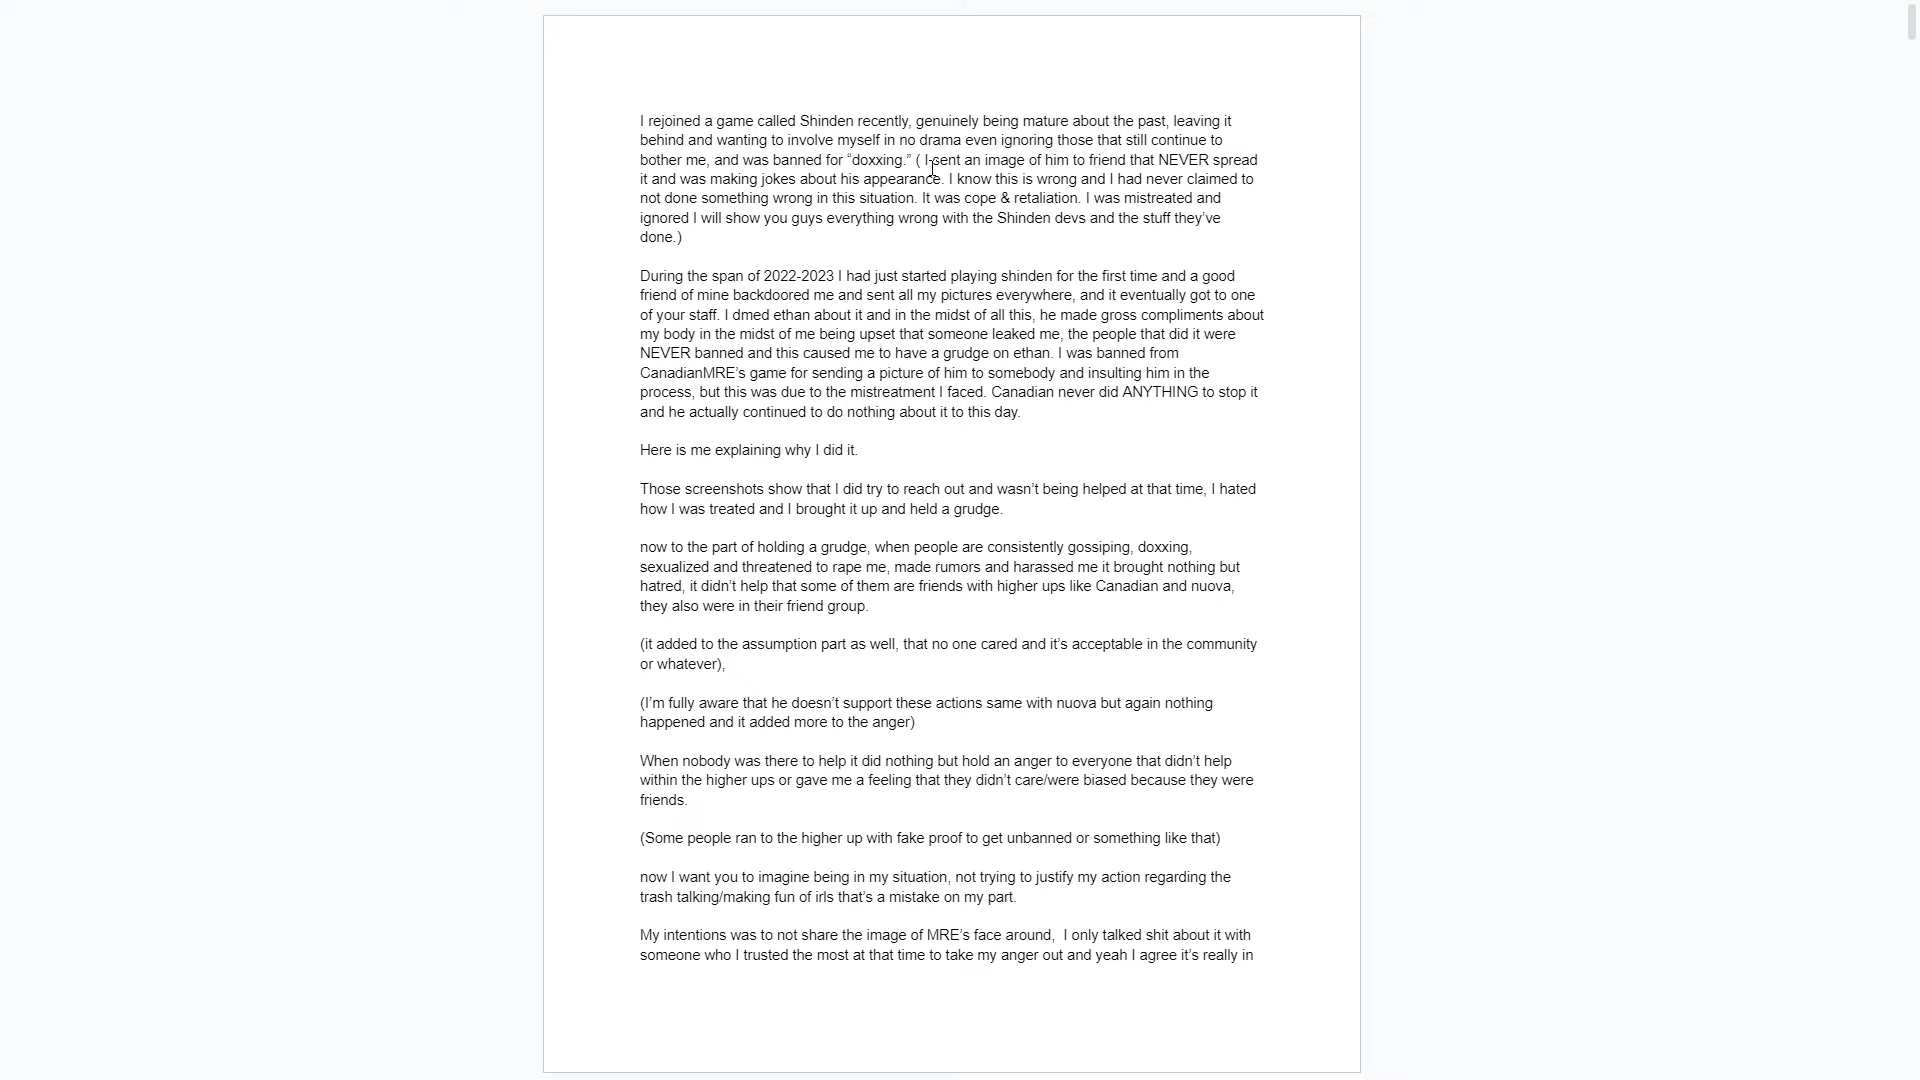 I rejoined a game called Shinden recently, genuinely being mature about the past, leaving it
behind and wanting to involve myself in no drama even ignoring those that still continue to
bother me, and was banned for “doxxing.” ( I sent an image of him to friend that NEVER spread
it and was making jokes about his appearance. I know this is wrong and I had never claimed to
not done something wrong in this situation. It was cope & retaliation. I was mistreated and
ignored I will show you guys everything wrong with the Shinden devs and the stuff they’ve
done.)
During the span of 2022-2023 I had just started playing shinden for the first time and a good
friend of mine backdoored me and sent all my pictures everywhere, and it eventually got to one
of your staff. I dmed ethan about it and in the midst of all this, he made gross compliments about
my body in the midst of me being upset that someone leaked me, the people that did it were
NEVER banned and this caused me to have a grudge on ethan. I was banned from
CanadianMRE’s game for sending a picture of him to somebody and insulting him in the
process, but this was due to the mistreatment I faced. Canadian never did ANYTHING to stop it
and he actually continued to do nothing about it to this day.
Here is me explaining why I did it.
Those screenshots show that I did try to reach out and wasn’t being helped at that time, I hated
how I was treated and I brought it up and held a grudge.
now to the part of holding a grudge, when people are consistently gossiping, doxxing,
sexualized and threatened to rape me, made rumors and harassed me it brought nothing but
hatred, it didn’t help that some of them are friends with higher ups like Canadian and nuova,
they also were in their friend group.
(it added to the assumption part as well, that no one cared and it’s acceptable in the community
or whatever),
(I’m fully aware that he doesn’t support these actions same with nuova but again nothing
happened and it added more to the anger)
When nobody was there to help it did nothing but hold an anger to everyone that didn’t help
within the higher ups or gave me a feeling that they didn’t care/were biased because they were
friends.
(Some people ran to the higher up with fake proof to get unbanned or something like that)
now I want you to imagine being in my situation, not trying to justify my action regarding the
trash talking/making fun of irls that’s a mistake on my part.
My intentions was to not share the image of MRE’s face around,  I only talked shit about it with
someone who I trusted the most at that time to take my anger out and yeah I agree it’s really in